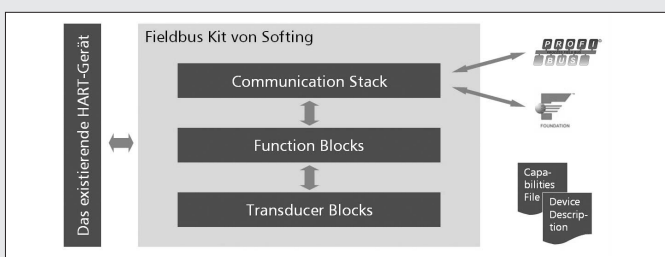 Das existierende HART-Gerät
Fieldbus Kit von Softing
Communication Stack
Function Blocks
Transducer Blocks
PROFI
BUS
®
FOUNDATION
Capa-
bilities
File
Device
Descrip-
tion